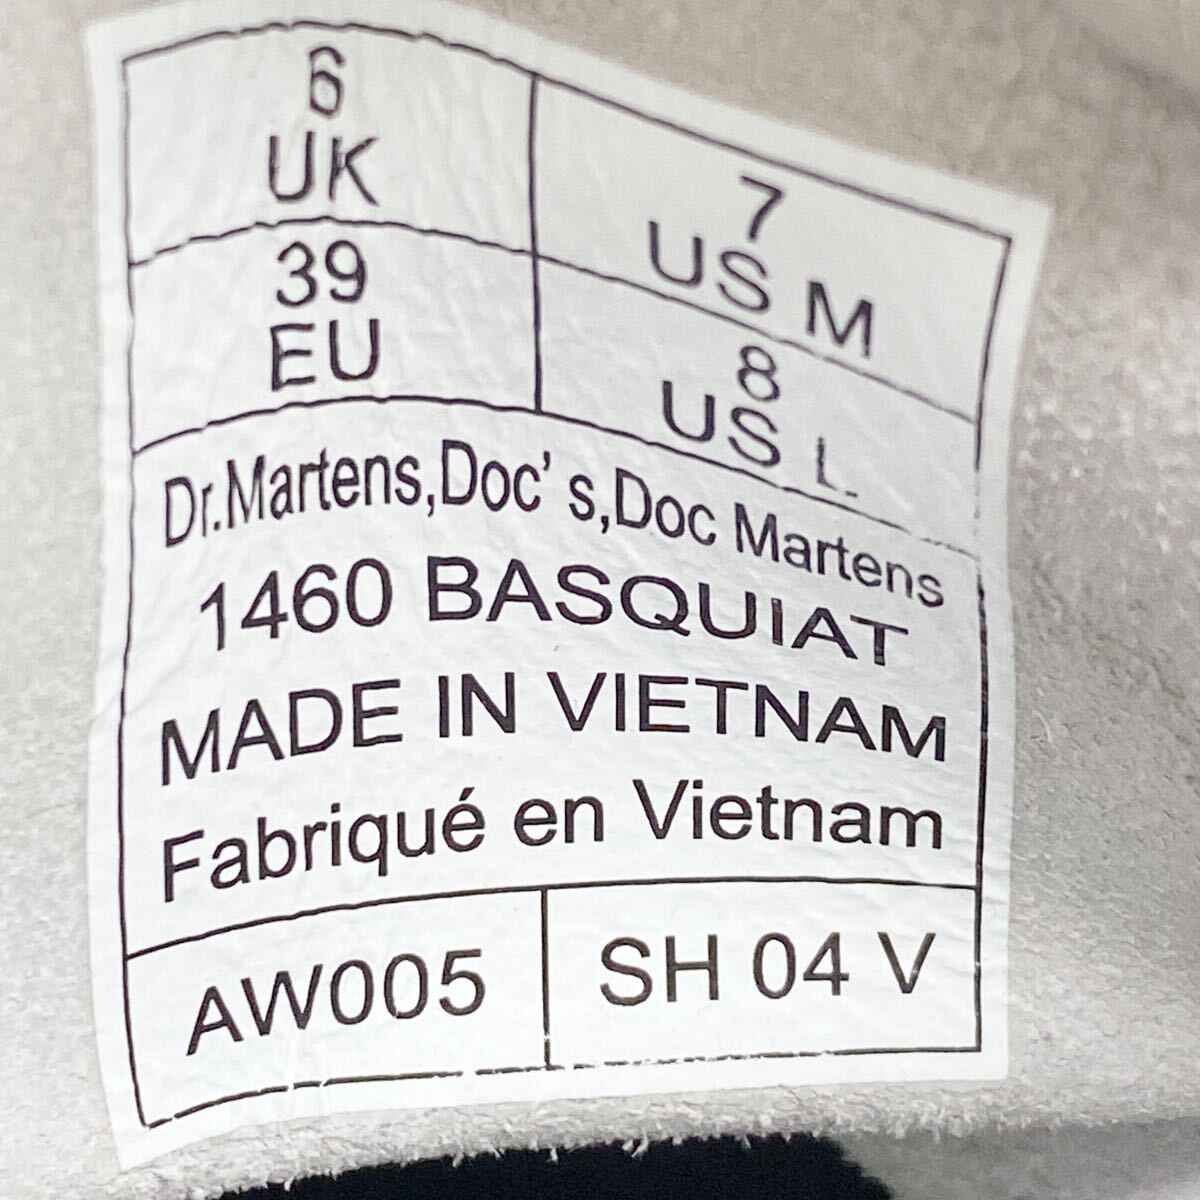 6
UK
7
US M
39
EU
8
US L.
Dr.Martens,Doc's,Doc Martens
1460 BASQUIAT
MADE IN VIETNAM
Fabriqué en Vietnam
AW005
SH 04 V